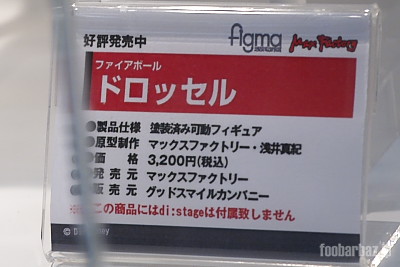 好評発売中
figma
Max Factory
ファイアボール
ドロッセル
●製品仕様 塗装済み可動フィギュア
●原型制作 マックスファクトリー・浅井真紀
●価　　格 3,200円(税込)
●発 売 元 マックスファクトリー
●販 売 元 グッドスマイルカンパニー
この商品にはdi:stageは付属致しません
© Disney
foobarbaz.jp